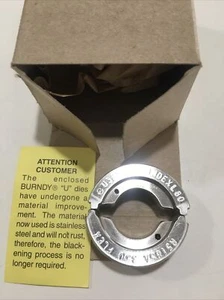 ATTENTION
CUSTOMER
The enclosed
BURNDY® "U" dies
have undergone a
material improve-
ment. The material
now used is stainless
steel and will not rust,
therefore, the black-
ening process is no
longer required.
INDEX